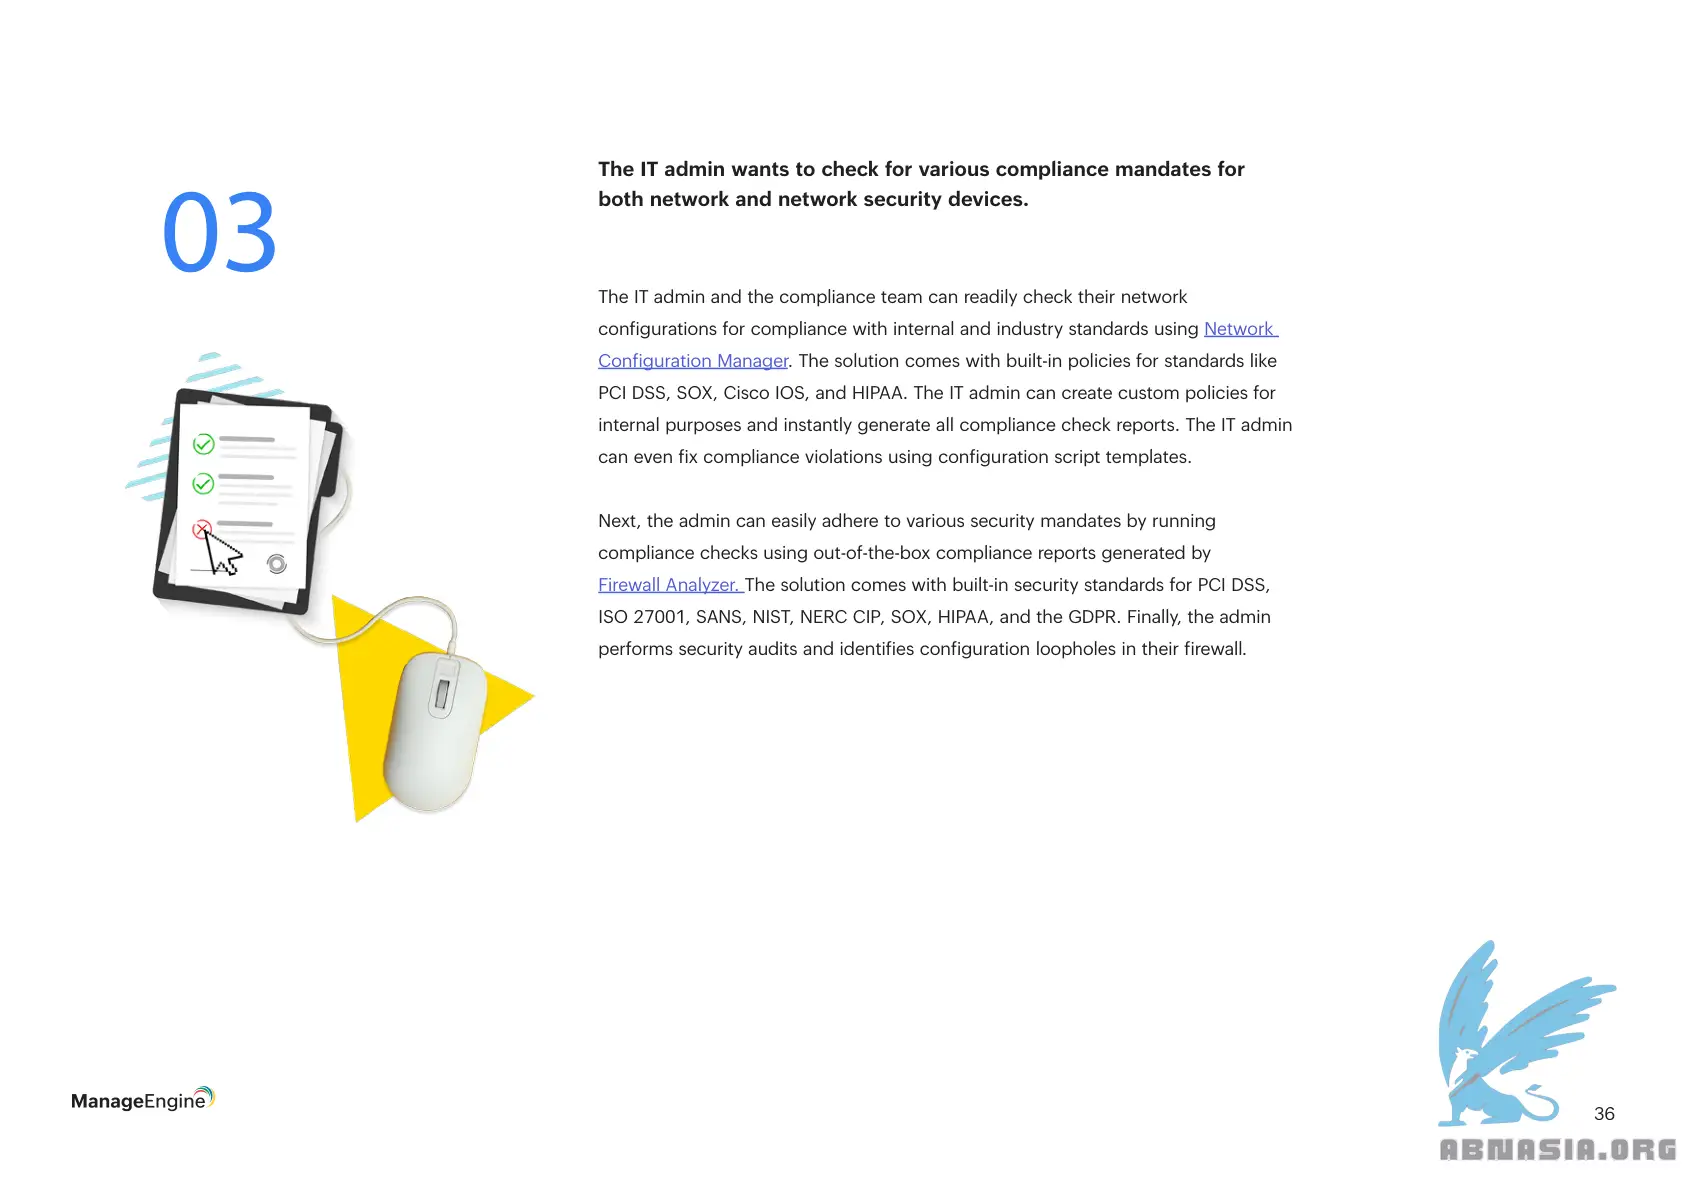 03
The IT admin wants to check for various compliance mandates for
both network and network security devices.
The IT admin and the compliance team can readily check their network
configurations for compliance with internal and industry standards using Network
Configuration Manager. The solution comes with built-in policies for standards like
PCI DSS, SOX, Cisco IOS, and HIPAA. The IT admin can create custom policies for
internal purposes and instantly generate all compliance check reports. The IT admin
can even fix compliance violations using configuration script templates.
Next, the admin can easily adhere to various security mandates by running
compliance checks using out-of-the-box compliance reports generated by
Firewall Analyzer. The solution comes with built-in security standards for PCI DSS,
ISO 27001, SANS, NIST, NERC CIP, SOX, HIPAA, and the GDPR. Finally, the admin
performs security audits and identifies configuration loopholes in their firewall.
ManageEngine
36
ABNASIA.ORG